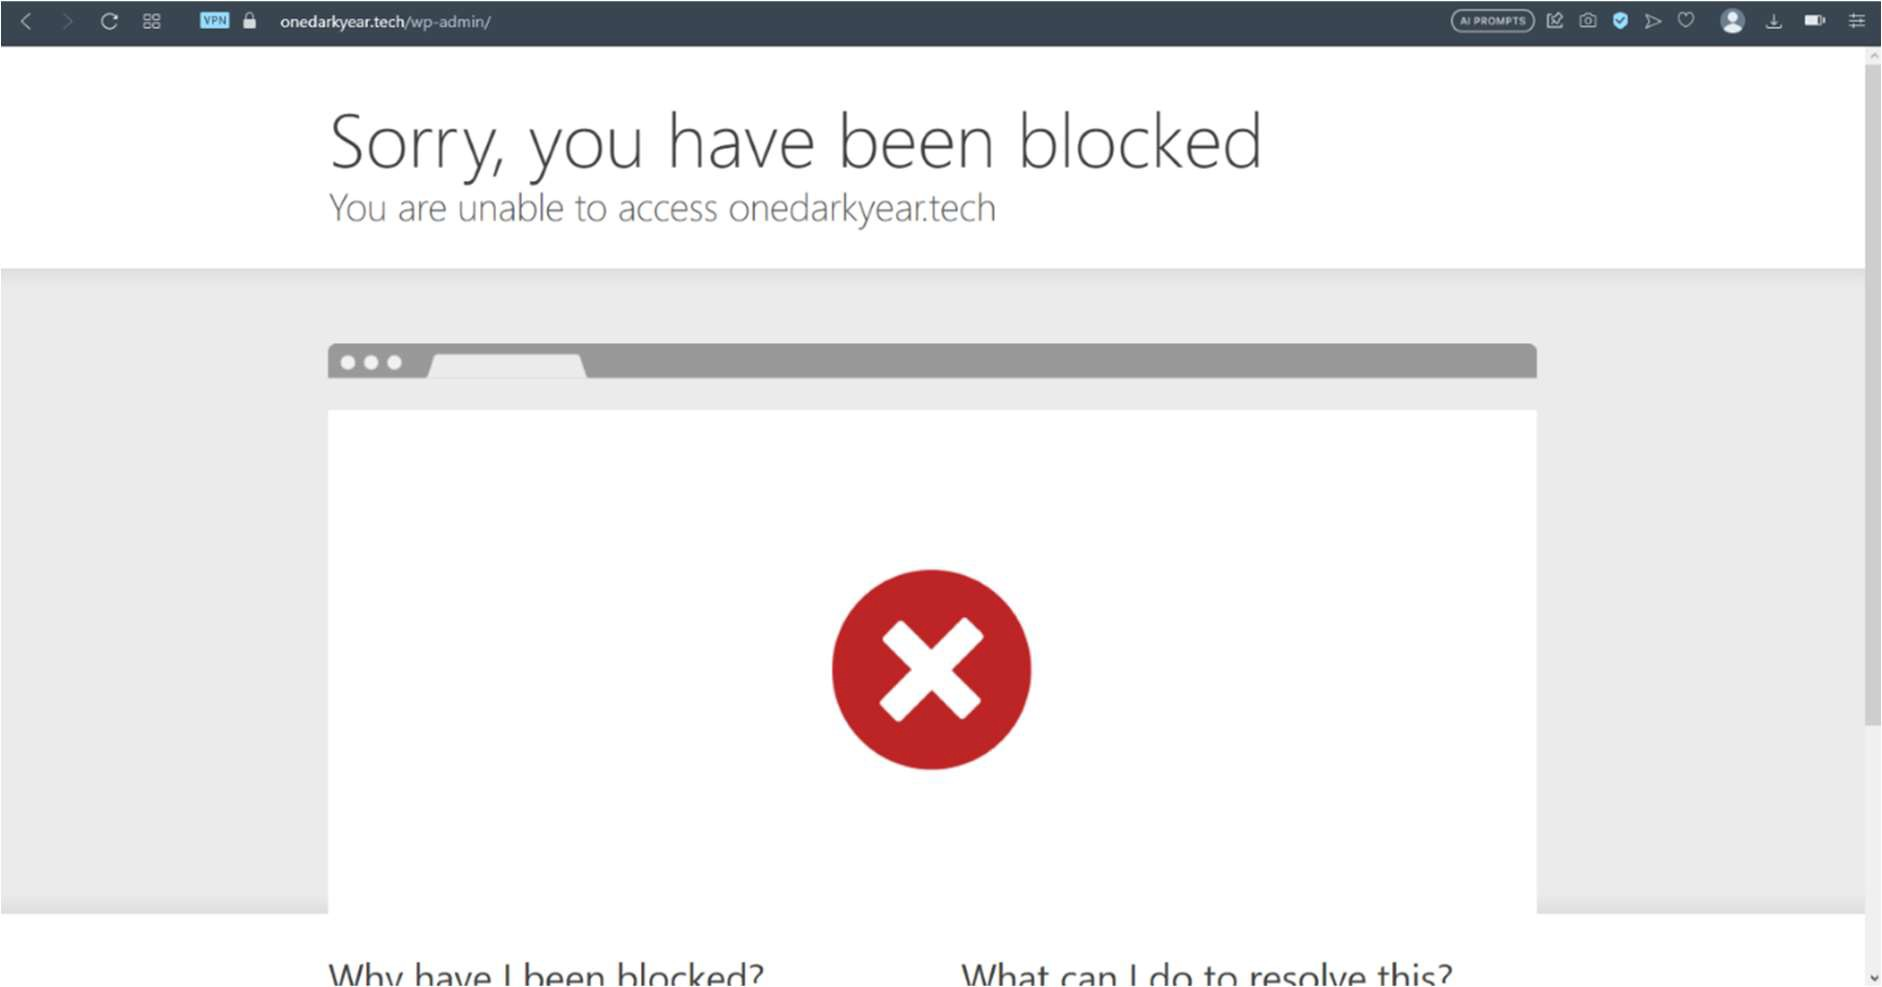 VPN onedarkyear.tech/wp-admin/ AI PROMPTS
Sorry, you have been blocked
You are unable to access onedarkyear.tech
Why have I been blocked? What can I do to resolve this?